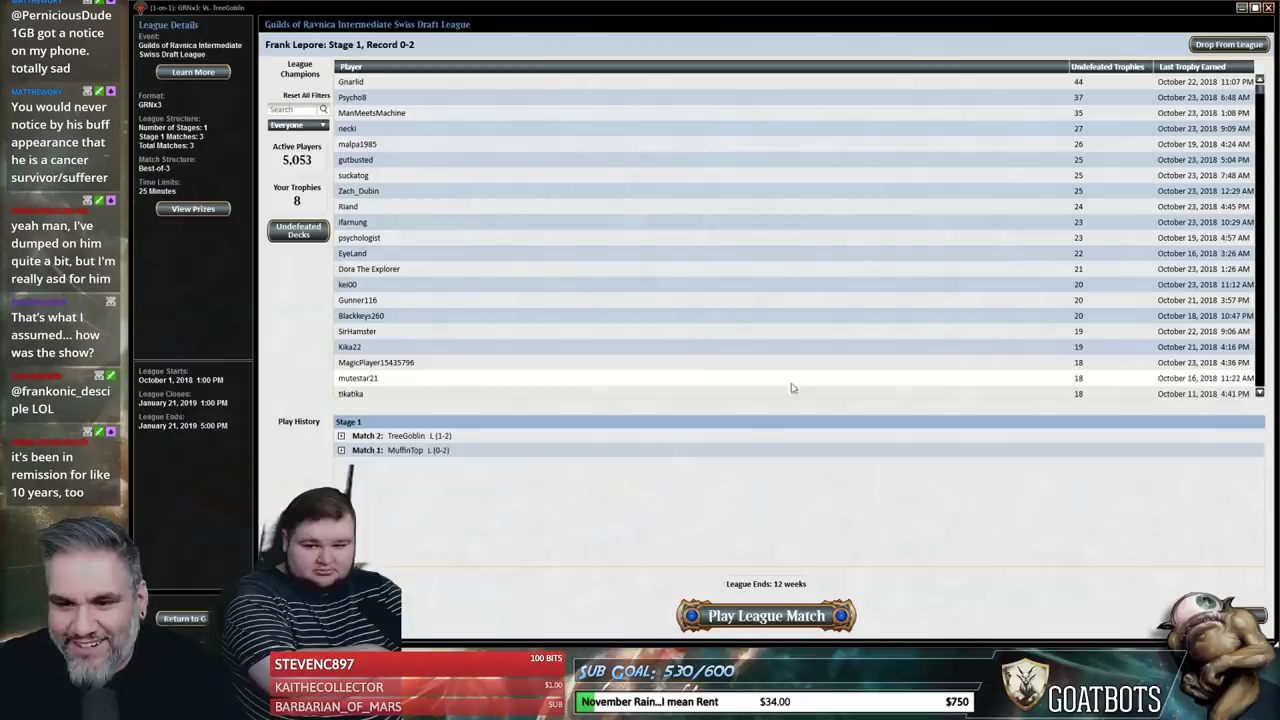 @PerniciousDude
1GB got a notice
on my phone.
totally sad
MATTHEWORY
You would never
notice by his buff
appearance that
he is a cancer
survivor/sufferer
yeah man, I've
dumped on him
quite a bit, but I'm
really asd for him
That's what I
assumed... how
was the show?
@frankonic_desci
ple LOL
MATTHEWORY
it's been in
remission for like
10 years, too
(1-on-1): GRNx3: Vs. TreeGoblin
League Details
Event:
Guilds of Ravnica Intermediate
Swiss Draft League
Learn More
Format:
GRNx3
League Structure:
Number of Stages: 1
Stage 1 Matches: 3
Total Matches: 3
Match Structure:
Best-of-3
Time Limits:
25 Minutes
View Prizes
League Starts:
October 1, 2018 1:00 PM
League Closes:
January 21, 2019 1:00 PM
League Ends:
January 21, 2019 5:00 PM
Return to G
Guilds of Ravnica Intermediate Swiss Draft League
Frank Lepore: Stage 1, Record 0-2
Drop From League
League
Champions
Reset All Filters
Search
Everyone
Active Players
5,053
Your Trophies
8
Undefeated
Decks
Player Undefeated Trophies Last Trophy Earned
Gnarlid 44 October 22, 2018 11:07 PM
Psycho8 37 October 23, 2018 6:48 AM
ManMeetsMachine 35 October 23, 2018 1:08 PM
necki 27 October 23, 2018 9:09 AM
malpa1985 26 October 19, 2018 4:24 AM
gutbusted 25 October 23, 2018 5:04 PM
suckatog 25 October 23, 2018 7:48 AM
Zach_Dubin 25 October 23, 2018 12:29 AM
Riand 24 October 23, 2018 4:45 PM
ifarnung 23 October 23, 2018 10:29 AM
psychologist 23 October 19, 2018 4:57 AM
EyeLand 22 October 16, 2018 3:26 AM
Dora The Explorer 21 October 23, 2018 1:26 AM
kei00 20 October 23, 2018 11:12 AM
Gunner116 20 October 21, 2018 3:57 PM
Blackkeys260 20 October 18, 2018 10:47 PM
SirHamster 19 October 22, 2018 9:06 AM
Kika22 19 October 21, 2018 4:16 PM
MagicPlayer15435796 18 October 23, 2018 4:36 PM
mutestar21 18 October 16, 2018 11:22 AM
tikatika 18 October 11, 2018 4:41 PM
Play History
Stage 1
Match 2: TreeGoblin L (1-2)
Match 1: MuffinTop L (0-2)
League Ends: 12 weeks
Play League Match
STEVENC897 100 BITS
KAITHECOLLECTOR $1.00
BARBARIAN_OF_MARS SUB
SUB GOAL: 530/600
November Rain...I mean Rent $34.00 $750
GOATBOTS